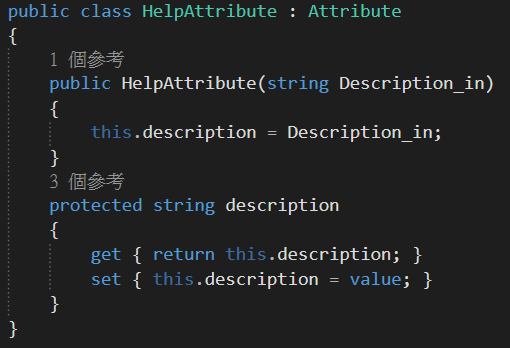 public class HelpAttribute : Attribute
{
1 個參考
public HelpAttribute(string Description_in)
{
this.description = Description_in;
}
3 個參考
protected string description
{
get { return this.description; }
set { this.description = value; }
}
}